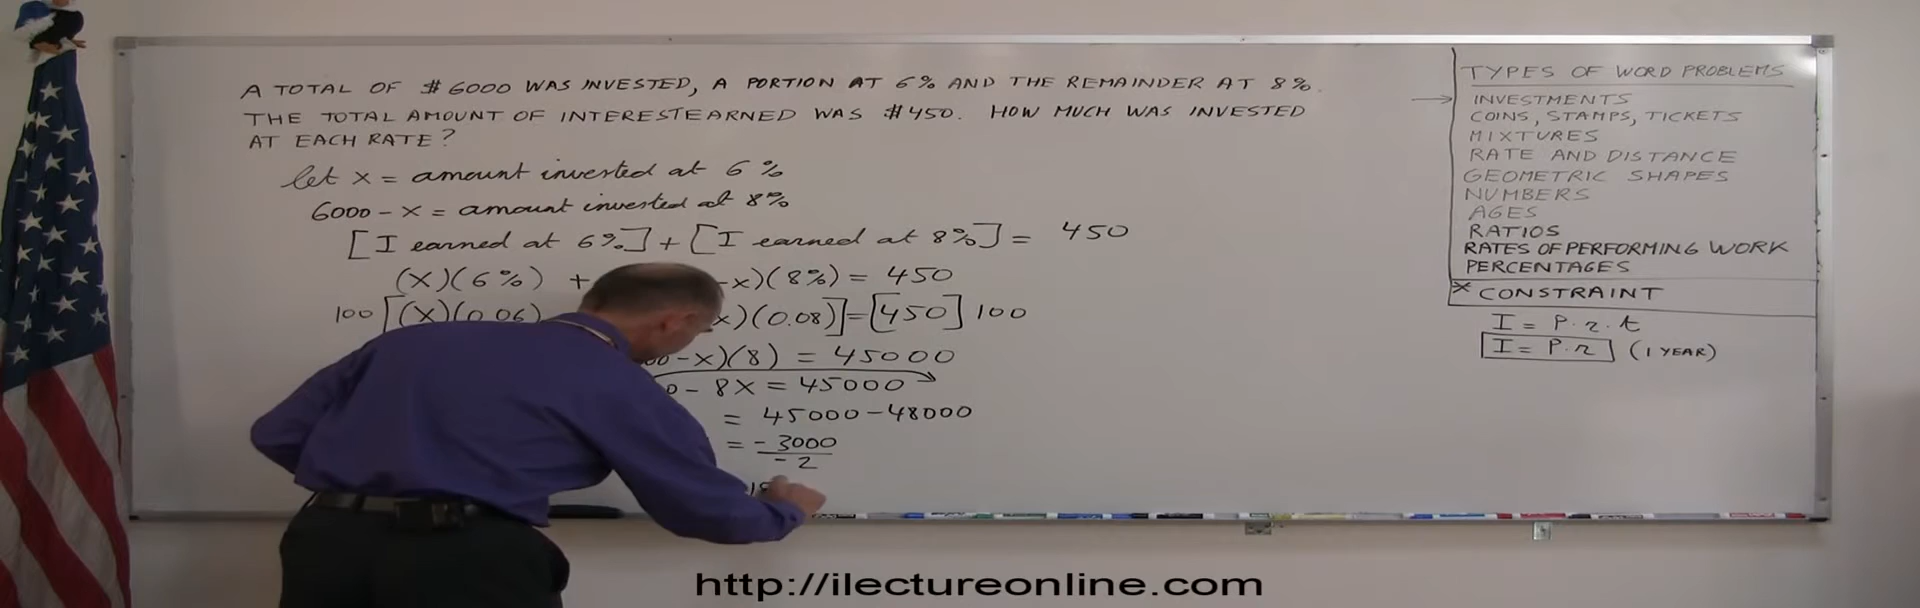 A TOTAL OF $6000 WAS INVESTED, A PORTION AT 6% AND THE REMAINDER AT 8%.
THE TOTAL AMOUNT OF INTERESTEARNED WAS $450. HOW MUCH WAS INVESTED
AT EACH RATE?
let x = amount invested at 6%
6000 - x = amount invested at 8%
[I earned at 6%] + [I earned at 8%] = 450
(x)(6%) + -x)(8%) = 450
100 [(x)(0.06) x)(0.08)] = [450] 100
-x)(8) = 45000
0 - 8x = 45000
= 45000 - 48000
= -3000
-2
TYPES OF WORD PROBLEMS
→ INVESTMENTS
COINS, STAMPS, TICKETS
MIXTURES
RATE AND DISTANCE
GEOMETRIC SHAPES
NUMBERS
AGES
RATIOS
RATES OF PERFORMING WORK
PERCENTAGES
* CONSTRAINT
I = P.r.t
I = P.r (1 YEAR)
http://ilectureonline.com